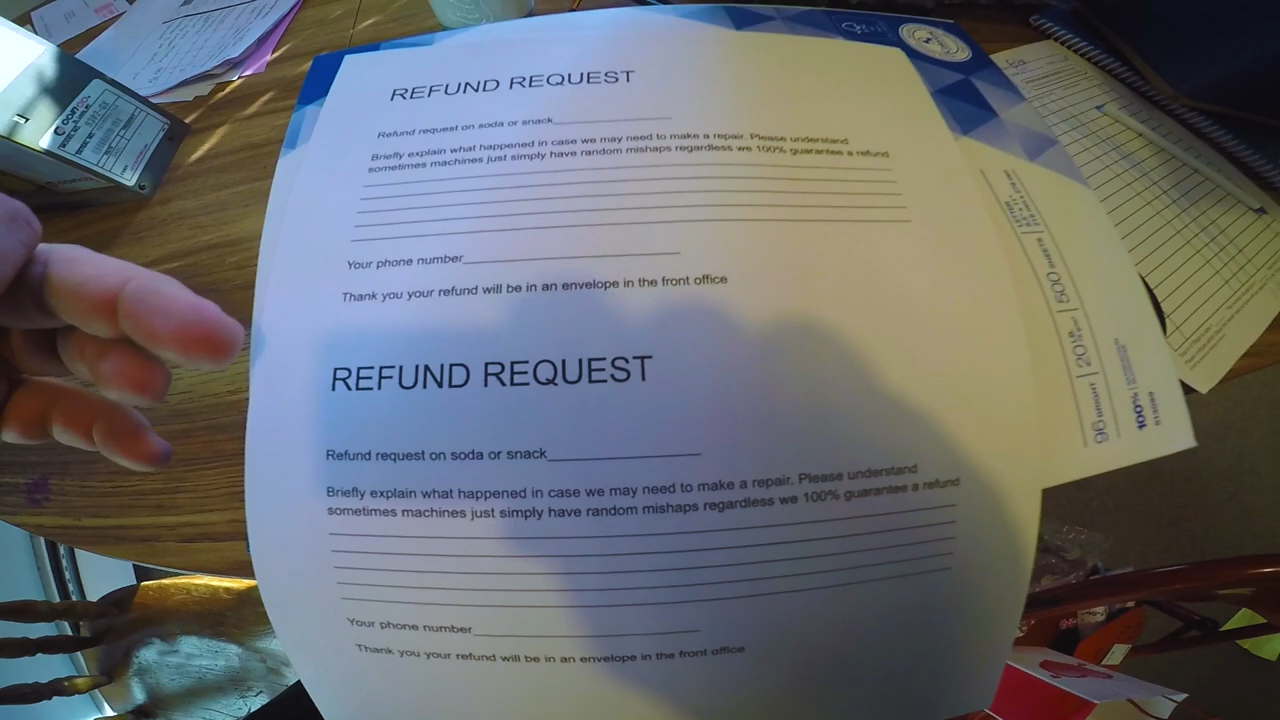 REFUND REQUEST
Refund request on soda or snack
Briefly explain what happened in case we may need to make a repair. Please understand
sometimes machines just simply have random mishaps regardless we 100% guarantee a refund
Your phone number
Thank you your refund will be in an envelope in the front office
REFUND REQUEST
Refund request on soda or snack
Briefly explain what happened in case we may need to make a repair. Please understand
sometimes machines just simply have random mishaps regardless we 100% guarantee a refund
Your phone number
Thank you your refund will be in an envelope in the front office
COINCO
96 BRIGHT 20LB 500 SHEETS
LETTER
100%